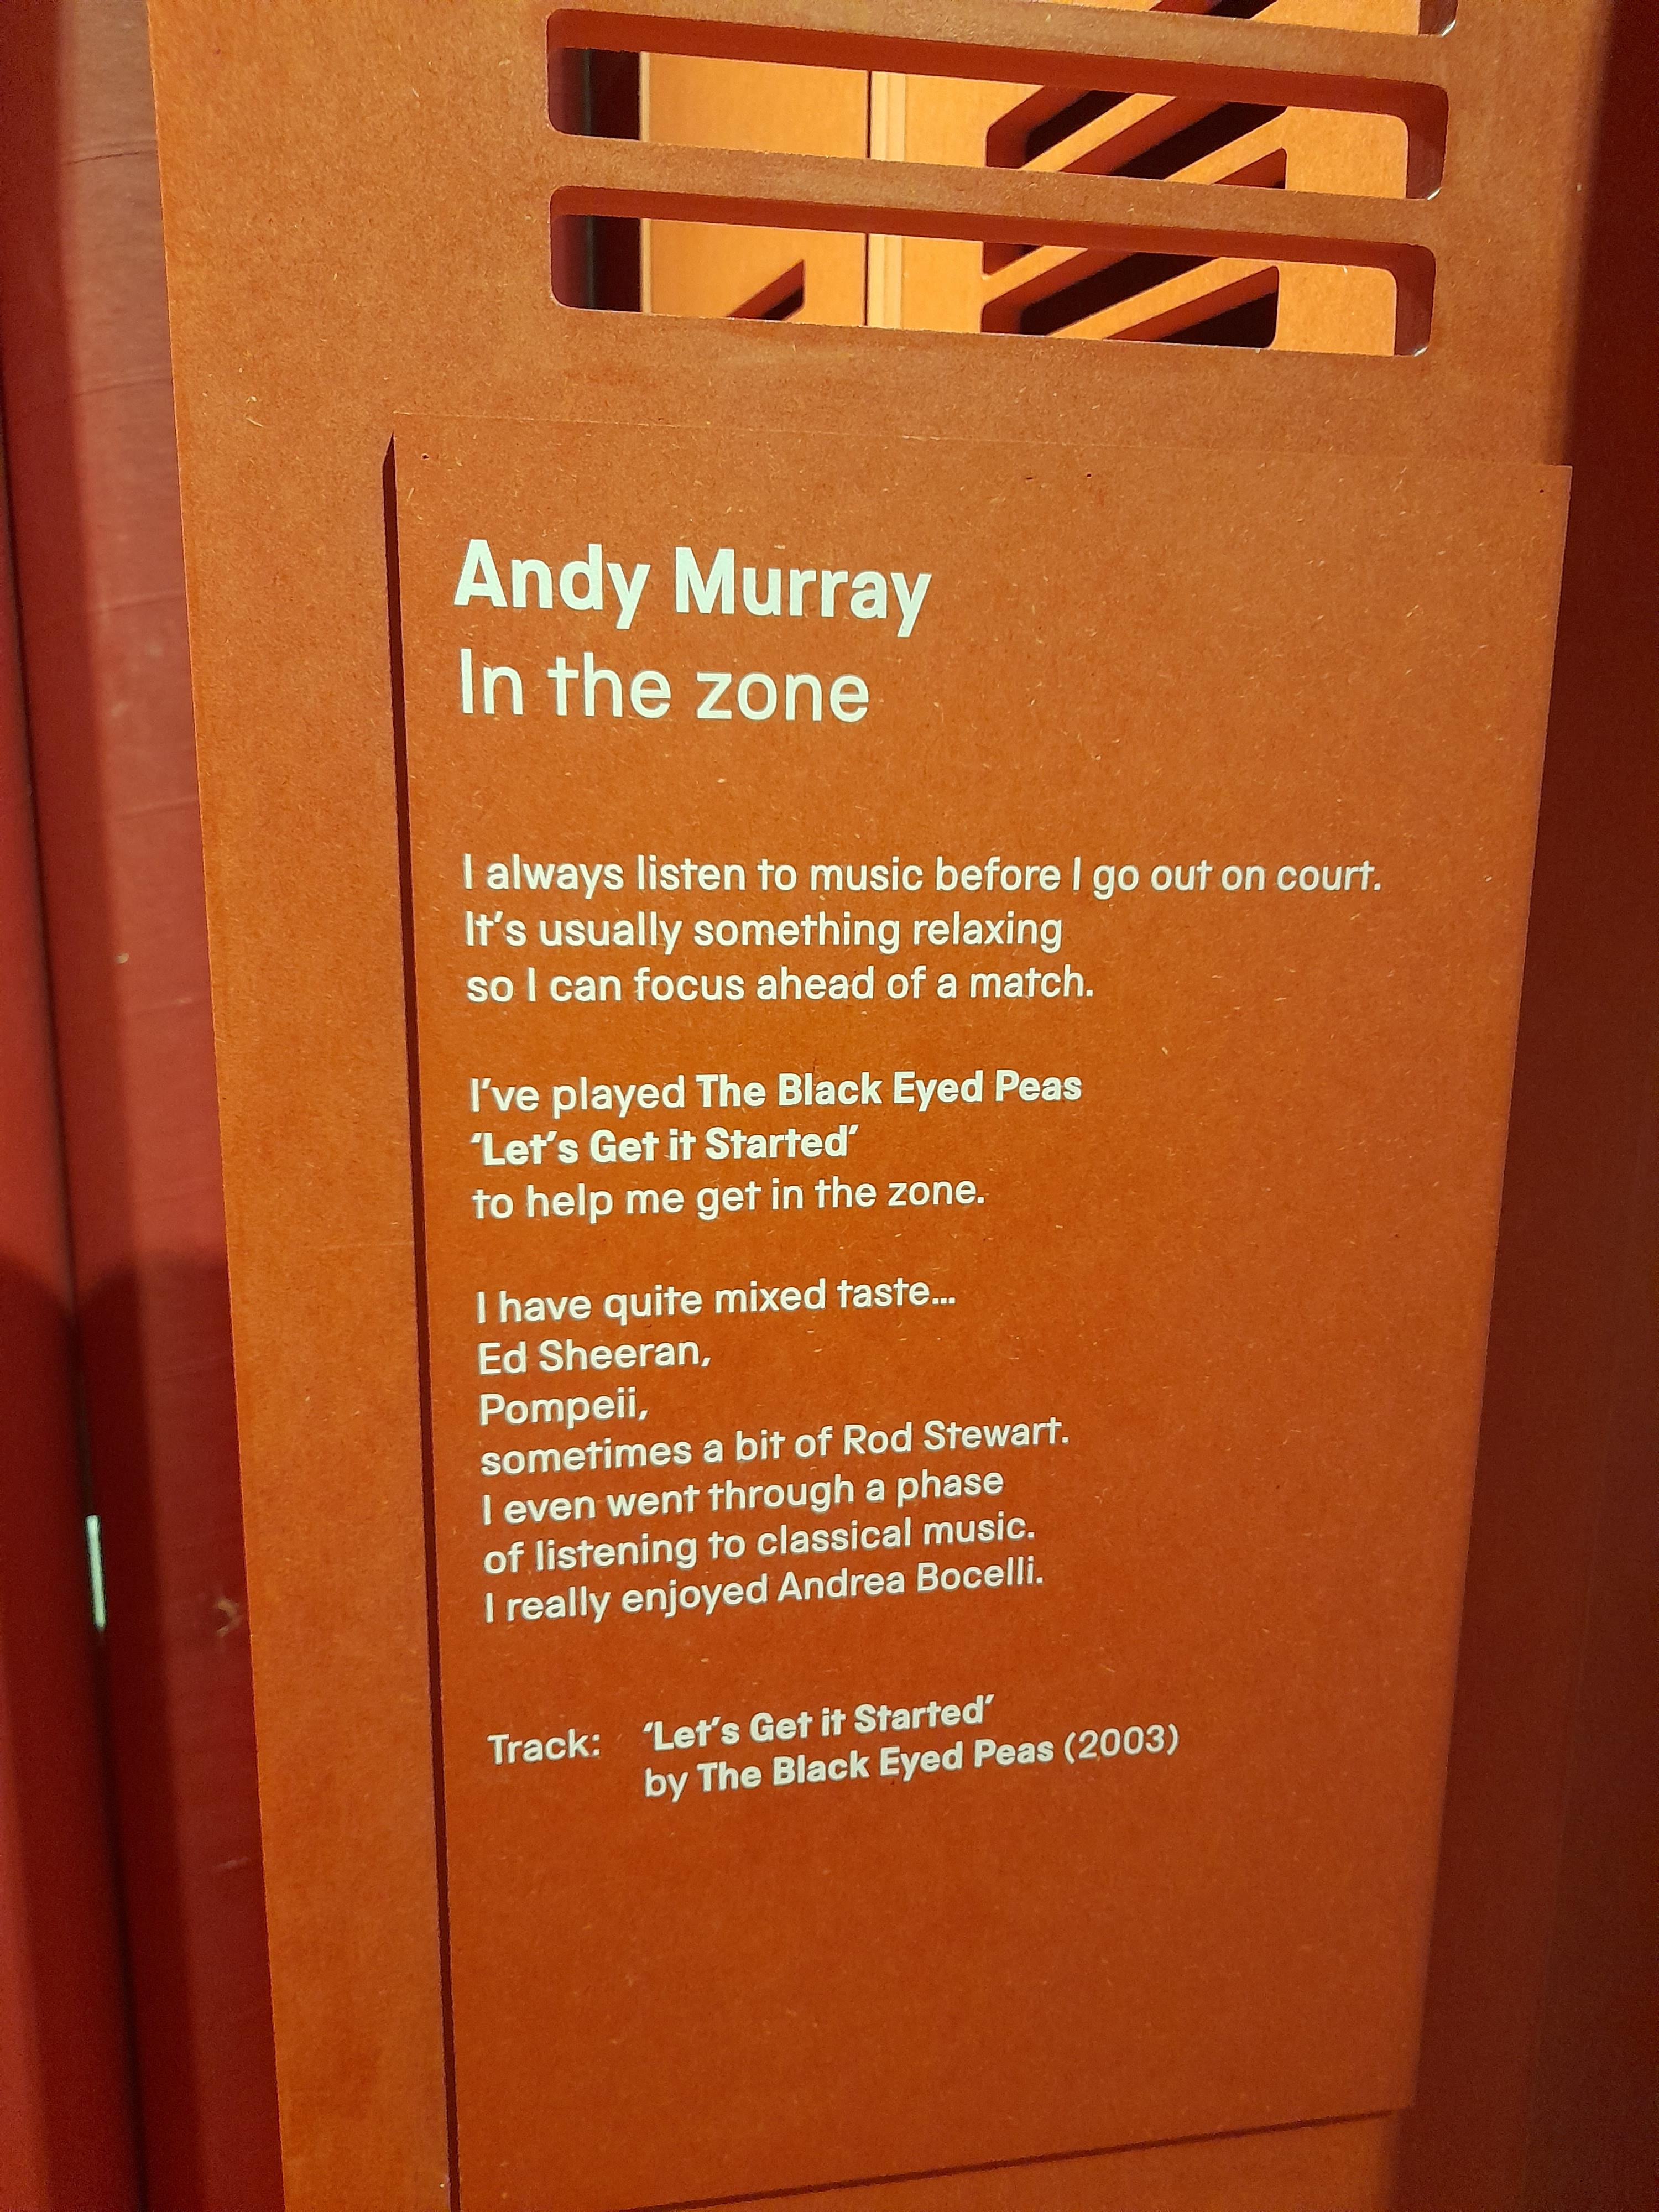 Andy Murray
In the zone
I always listen to music before I go out on court.
It's usually something relaxing
so I can focus ahead of a match.
I've played The Black Eyed Peas
'Let's Get it Started'
to help me get in the zone.
I have quite mixed taste...
Ed Sheeran,
Pompeii,
sometimes a bit of Rod Stewart.
I even went through a phase
of listening to classical music.
I really enjoyed Andrea Bocelli.
Track: 'Let's Get it Started'
by The Black Eyed Peas (2003)